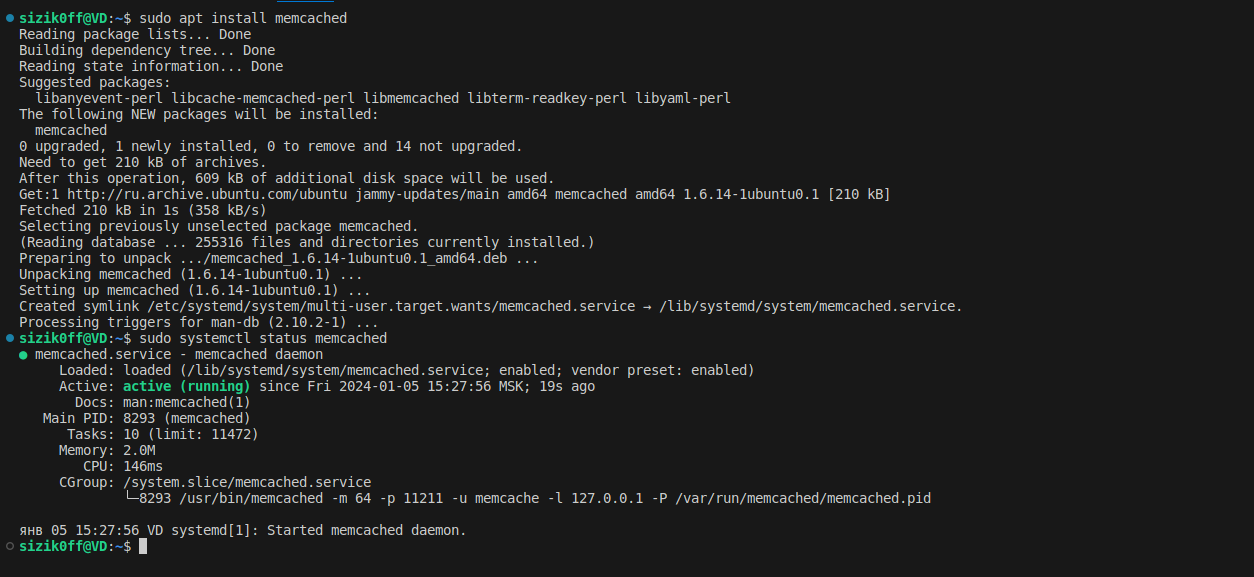 sizik0ff@VD:~$ sudo apt install memcached
Reading package lists... Done
Building dependency tree... Done
Reading state information... Done
Suggested packages:
  libanyevent-perl libcache-memcached-perl libmemcached libterm-readkey-perl libyaml-perl
The following NEW packages will be installed:
  memcached
0 upgraded, 1 newly installed, 0 to remove and 14 not upgraded.
Need to get 210 kB of archives.
After this operation, 609 kB of additional disk space will be used.
Get:1 http://ru.archive.ubuntu.com/ubuntu jammy-updates/main amd64 memcached amd64 1.6.14-1ubuntu0.1 [210 kB]
Fetched 210 kB in 1s (358 kB/s)
Selecting previously unselected package memcached.
(Reading database ... 255316 files and directories currently installed.)
Preparing to unpack .../memcached_1.6.14-1ubuntu0.1_amd64.deb ...
Unpacking memcached (1.6.14-1ubuntu0.1) ...
Setting up memcached (1.6.14-1ubuntu0.1) ...
Created symlink /etc/systemd/system/multi-user.target.wants/memcached.service → /lib/systemd/system/memcached.service.
Processing triggers for man-db (2.10.2-1) ...
sizik0ff@VD:~$ sudo systemctl status memcached
● memcached.service - memcached daemon
     Loaded: loaded (/lib/systemd/system/memcached.service; enabled; vendor preset: enabled)
     Active: active (running) since Fri 2024-01-05 15:27:56 MSK; 19s ago
       Docs: man:memcached(1)
   Main PID: 8293 (memcached)
      Tasks: 10 (limit: 11472)
     Memory: 2.0M
        CPU: 146ms
     CGroup: /system.slice/memcached.service
             └─8293 /usr/bin/memcached -m 64 -p 11211 -u memcache -l 127.0.0.1 -P /var/run/memcached/memcached.pid
янв 05 15:27:56 VD systemd[1]: Started memcached daemon.
sizik0ff@VD:~$